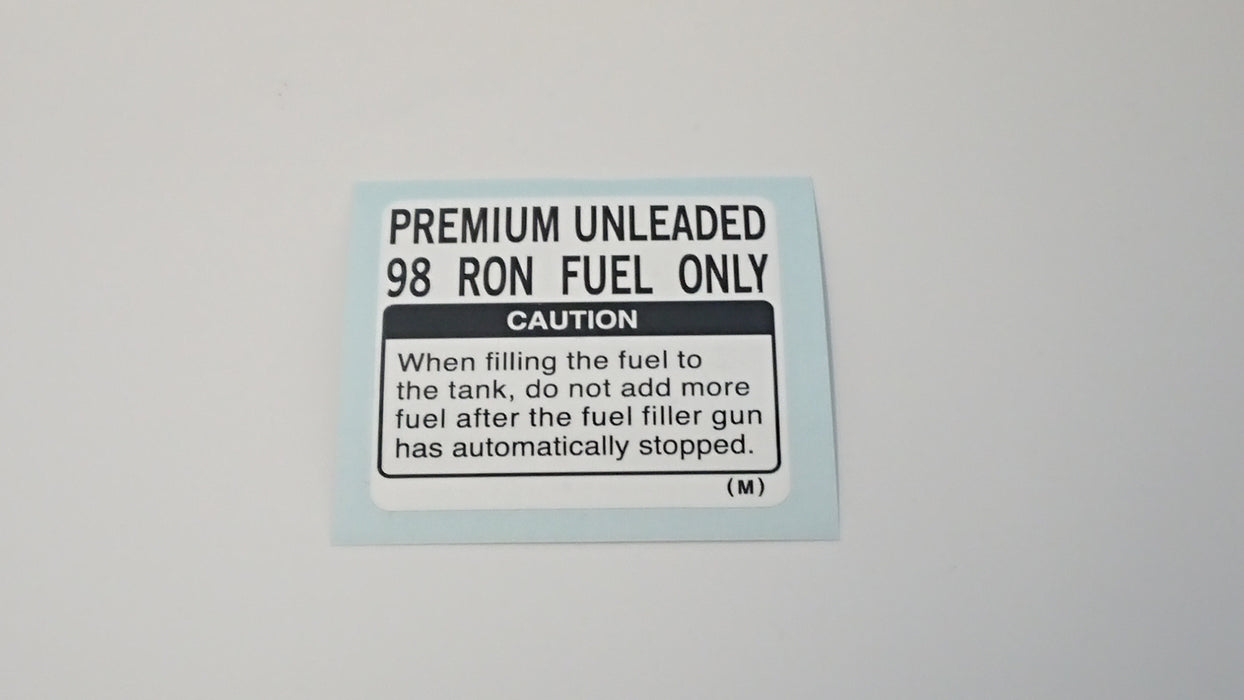 PREMIUM UNLEADED
98 RON FUEL ONLY
CAUTION
When filling the fuel to
the tank, do not add more
fuel after the fuel filler gun
has automatically stopped.
(M)